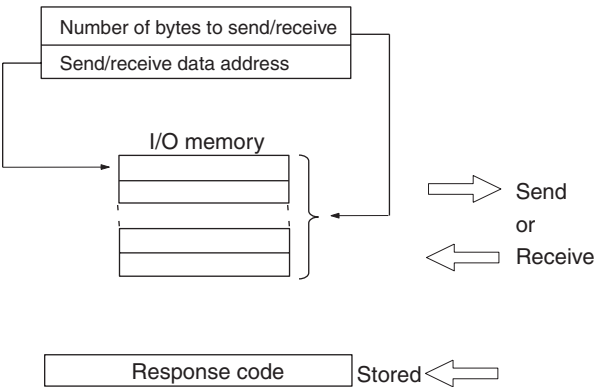 Number of bytes to send/receive
Send/receive data address
I/O memory
Send
or
Receive
Response code
Stored